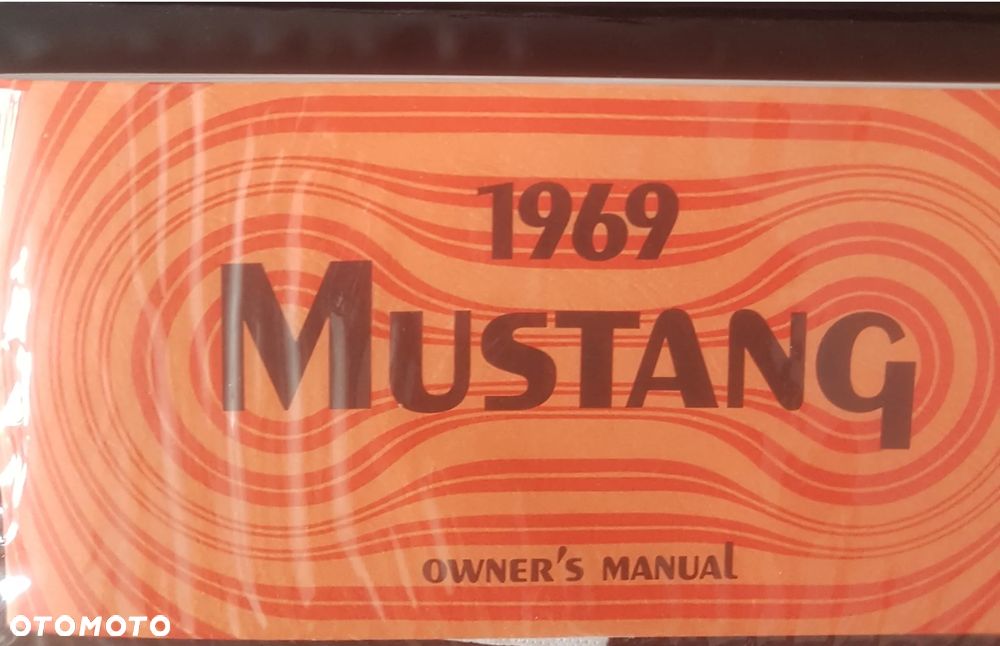 1969
MUSTANG
OWNER'S MANUAL
OTOMOTO